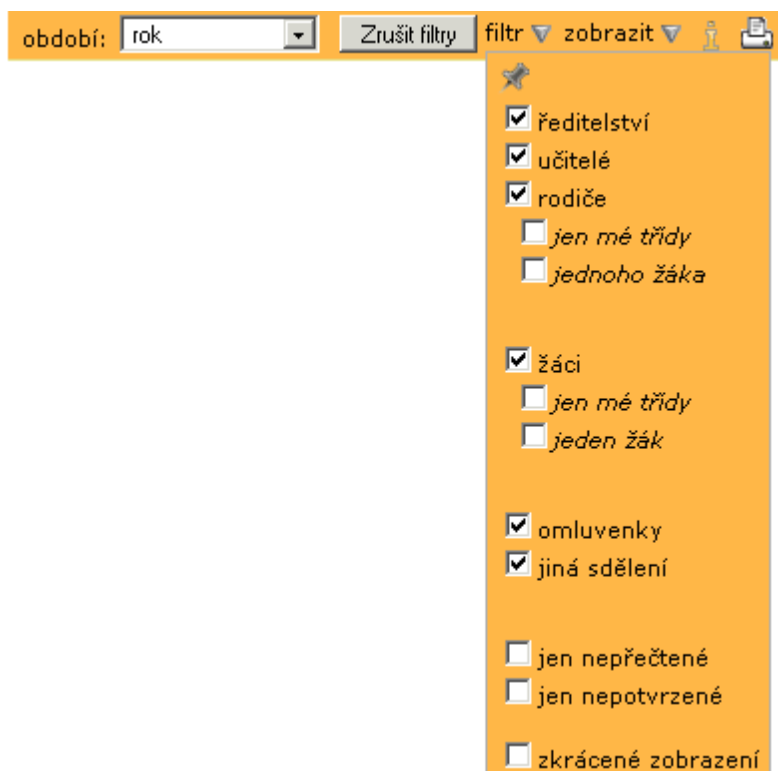 období: rok Zrušit filtry filtr zobrazit
ředitelství
učitelé
rodiče
jen mé třídy
jednoho žáka
žáci
jen mé třídy
jeden žák
omluvenky
jiná sdělení
jen nepřečtené
jen nepotvrzené
zkrácené zobrazení